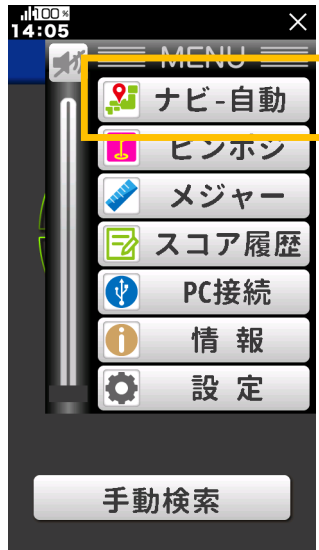 100%
14:05
MENU
ナビ-自動
ピンポジ
メジャー
スコア履歴
PC接続
情 報
設 定
手動検索